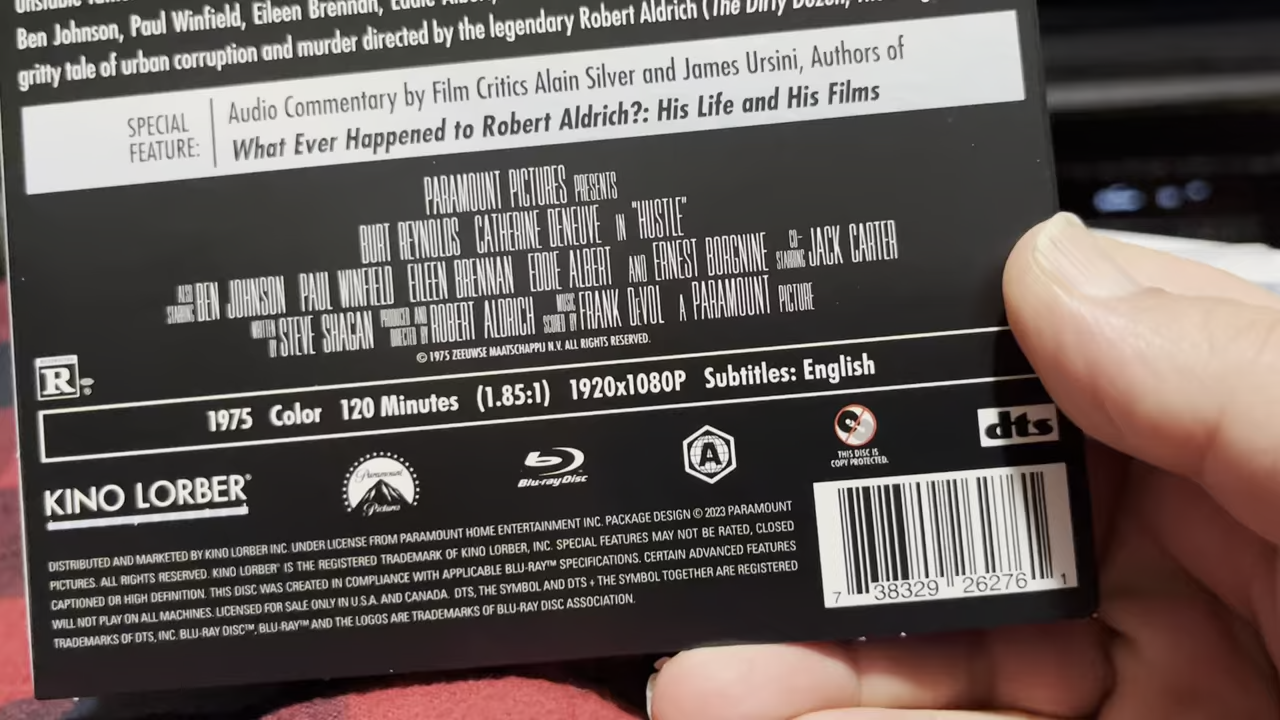 Ben Johnson, Paul Winfield, Eileen Brennan, Eddie
gritty tale of urban corruption and murder directed by the legendary Robert Aldrich (The Dirty Dozen,
SPECIAL
FEATURE:
Audio Commentary by Film Critics Alain Silver and James Ursini, Authors of
What Ever Happened to Robert Aldrich?: His Life and His Films
PARAMOUNT PICTURES PRESENTS
BURT REYNOLDS CATHERINE DENEUVE IN "HUSTLE"
ALSO STARRING BEN JOHNSON PAUL WINFIELD EILEEN BRENNAN EDDIE ALBERT AND ERNEST BORGNINE CO-STARRING JACK CARTER
WRITTEN BY STEVE SHAGAN PRODUCED AND DIRECTED BY ROBERT ALDRICH MUSIC SCORED BY FRANK DeVOL A PARAMOUNT PICTURE
© 1975 ZEEUWSE MAATSCHAPPIJ N.V. ALL RIGHTS RESERVED.
R
1975 Color 120 Minutes (1.85:1) 1920x1080P Subtitles: English
KINO LORBER®
Paramount
Pictures
Blu-ray Disc
A
THIS DISC IS
COPY PROTECTED.
dts
DISTRIBUTED AND MARKETED BY KINO LORBER INC. UNDER LICENSE FROM PARAMOUNT HOME ENTERTAINMENT INC. PACKAGE DESIGN © 2023 PARAMOUNT
PICTURES. ALL RIGHTS RESERVED. KINO LORBER® IS THE REGISTERED TRADEMARK OF KINO LORBER, INC. SPECIAL FEATURES MAY NOT BE RATED, CLOSED
CAPTIONED OR HIGH DEFINITION. THIS DISC WAS CREATED IN COMPLIANCE WITH APPLICABLE BLU-RAY™ SPECIFICATIONS. CERTAIN ADVANCED FEATURES
WILL NOT PLAY ON ALL MACHINES. LICENSED FOR SALE ONLY IN U.S.A. AND CANADA. DTS, THE SYMBOL, AND DTS + THE SYMBOL TOGETHER ARE REGISTERED
TRADEMARKS OF DTS, INC. BLU-RAY DISC™, BLU-RAY™ AND THE LOGOS ARE TRADEMARKS OF BLU-RAY DISC ASSOCIATION.
7 38329 26276 1